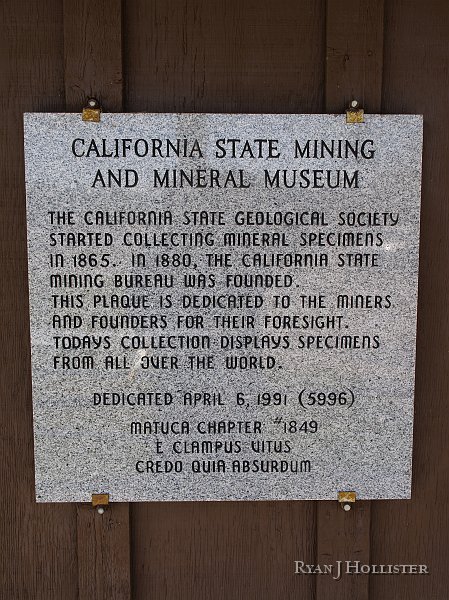 CALIFORNIA STATE MINING
AND MINERAL MUSEUM
THE CALIFORNIA STATE GEOLOGICAL SOCIETY
STARTED COLLECTING MINERAL SPECIMENS
IN 1865. IN 1880, THE CALIFORNIA STATE
MINING BUREAU WAS FOUNDED.
THIS PLAQUE IS DEDICATED TO THE MINERS
AND FOUNDERS FOR THEIR FORESIGHT.
TODAYS COLLECTION DISPLAYS SPECIMENS
FROM ALL OVER THE WORLD.
DEDICATED APRIL 6, 1991 (5996)
MATUCA CHAPTER #1849
E CLAMPUS VITUS
CREDO QUIA ABSURDUM
RYAN J HOLLISTER